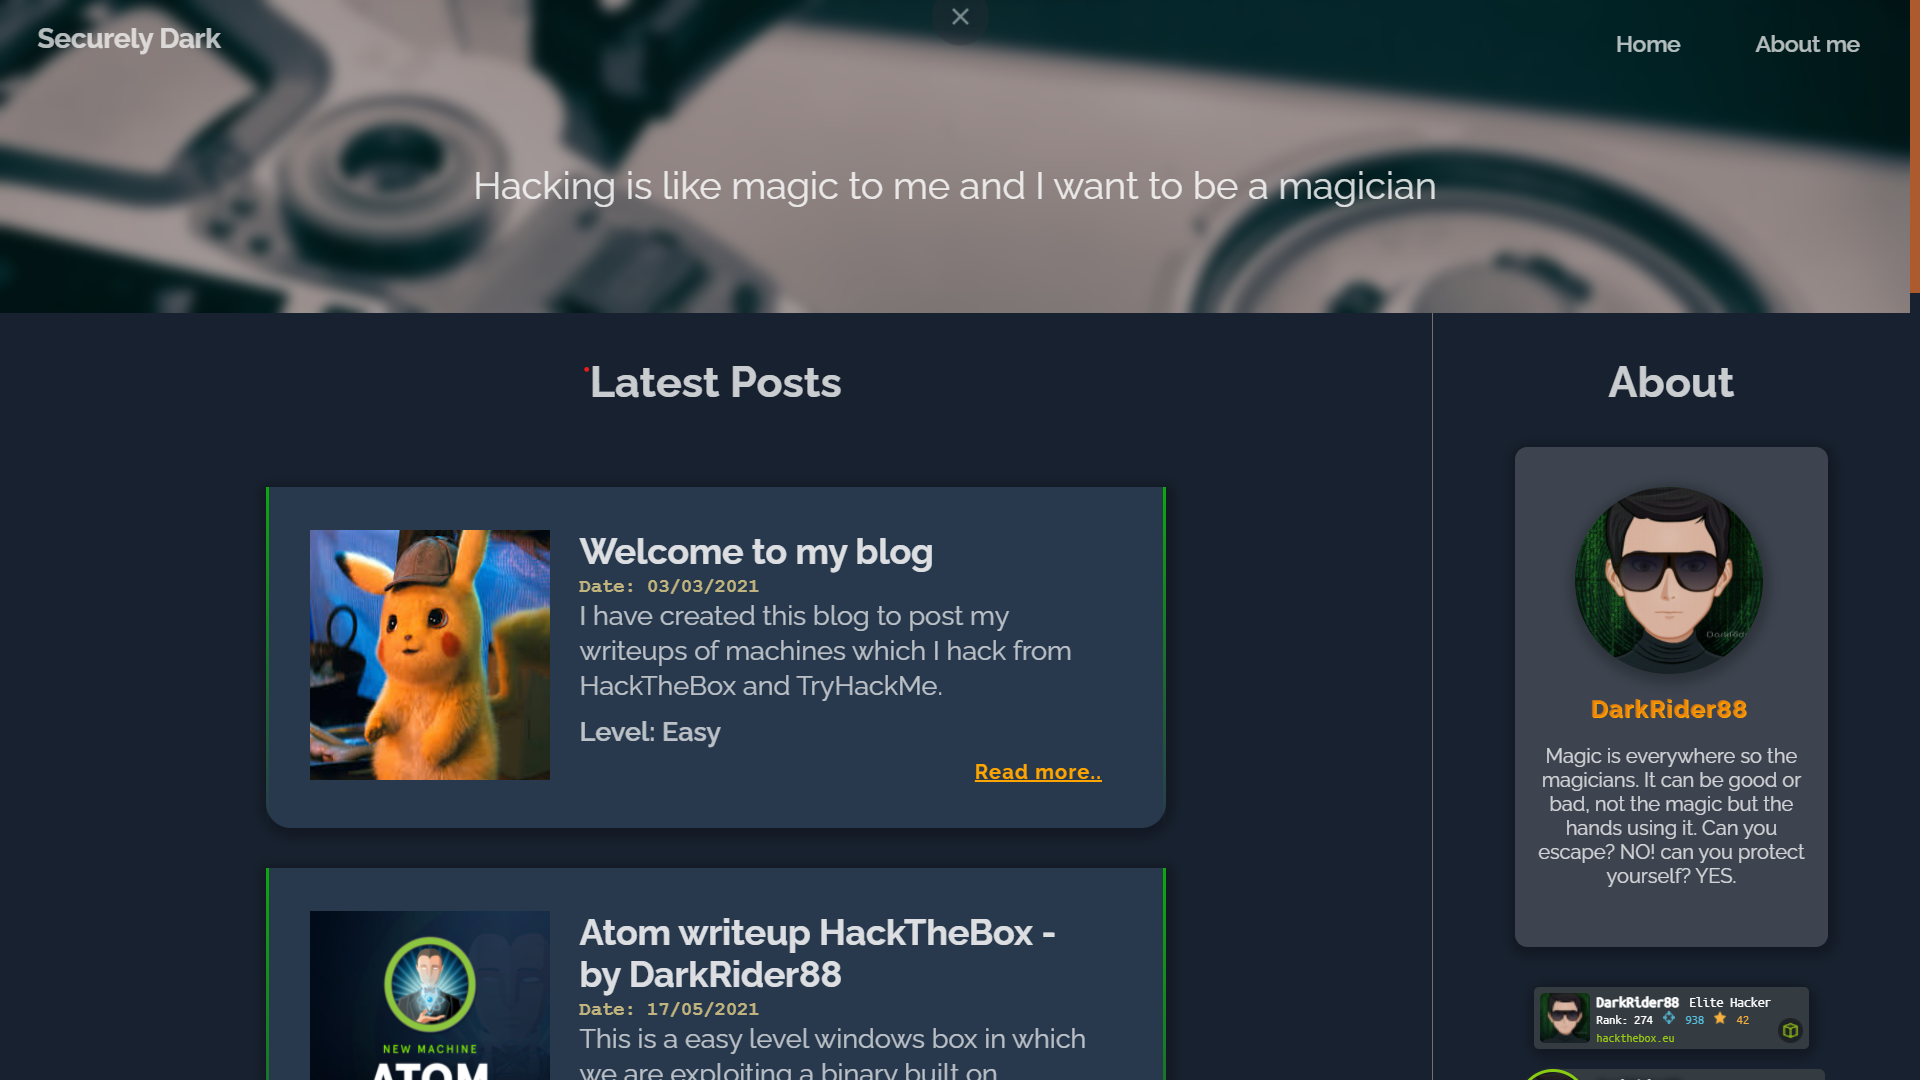 Securely Dark
Home
About me
Hacking is like magic to me and I want to be a magician
Latest Posts
Welcome to my blog
Date: 03/03/2021
I have created this blog to post my
writeups of machines which I hack from
HackTheBox and TryHackMe.
Level: Easy
Read more..
NEW MACHINE
ATOM
Atom writeup HackTheBox -
by DarkRider88
Date: 17/05/2021
This is a easy level windows box in which
we are exploiting a binary built on
About
DarkRider88
Magic is everywhere so the
magicians. It can be good or
bad, not the magic but the
hands using it. Can you
escape? NO! can you protect
yourself? YES.
DarkRider88 Elite Hacker
Rank: 274 938 42
hackthebox.eu